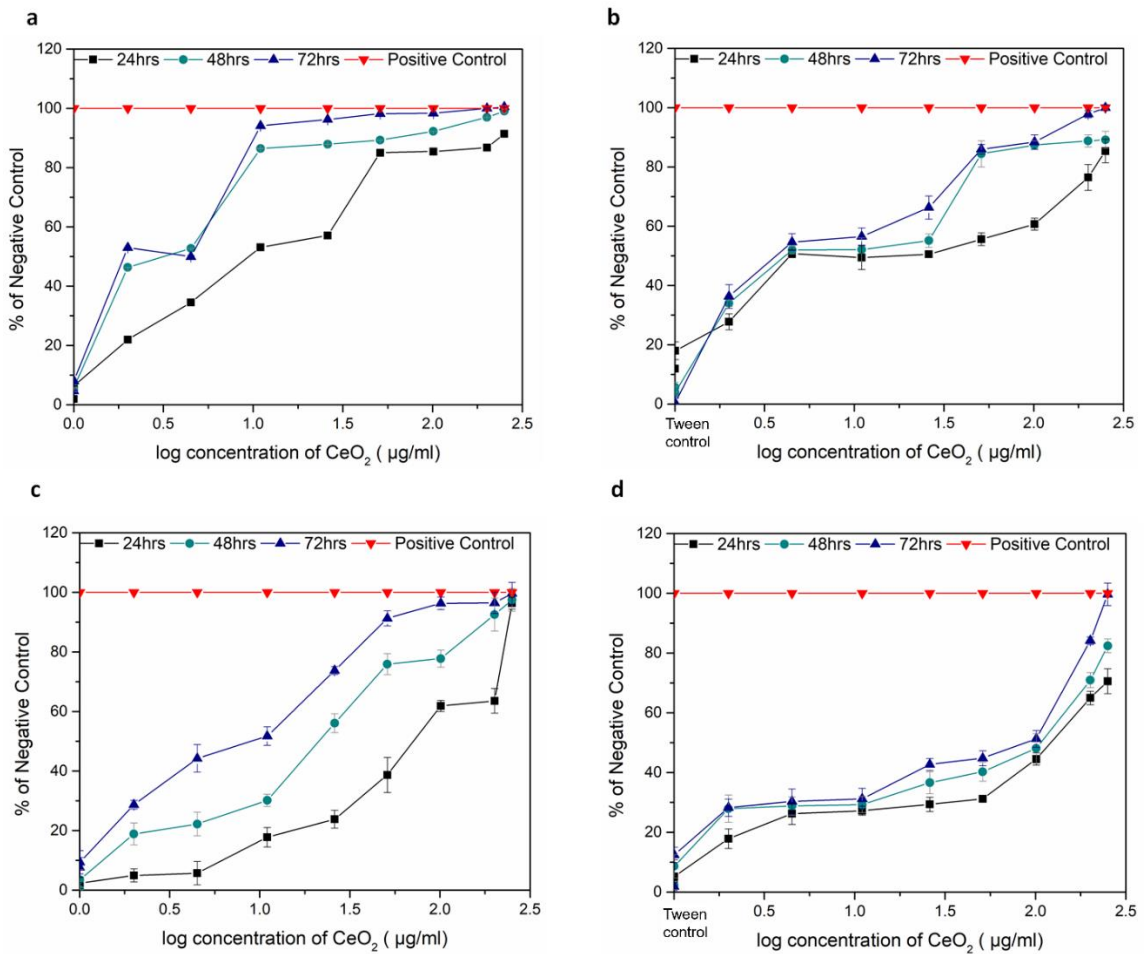 a
120
100
80
60
40
20
0
% of Negative Control
24hrs 48hrs 72hrs Positive Control
0.0 0.5 1.0 1.5 2.0 2.5
log concentration of CeO₂ ( µg/ml)
b
120
100
80
60
40
20
0
% of Negative Control
24hrs 48hrs 72hrs Positive Control
Tween
control
0.5 1.0 1.5 2.0 2.5
log concentration of CeO₂ ( µg/ml)
c
120
100
80
60
40
20
0
% of Negative Control
24hrs 48hrs 72hrs Positive Control
0.0 0.5 1.0 1.5 2.0 2.5
log concentration of CeO₂ ( µg/ml)
d
120
100
80
60
40
20
0
% of Negative Control
24hrs 48hrs 72hrs Positive Control
Tween
control
0.5 1.0 1.5 2.0 2.5
log concentration of CeO₂ ( µg/ml)